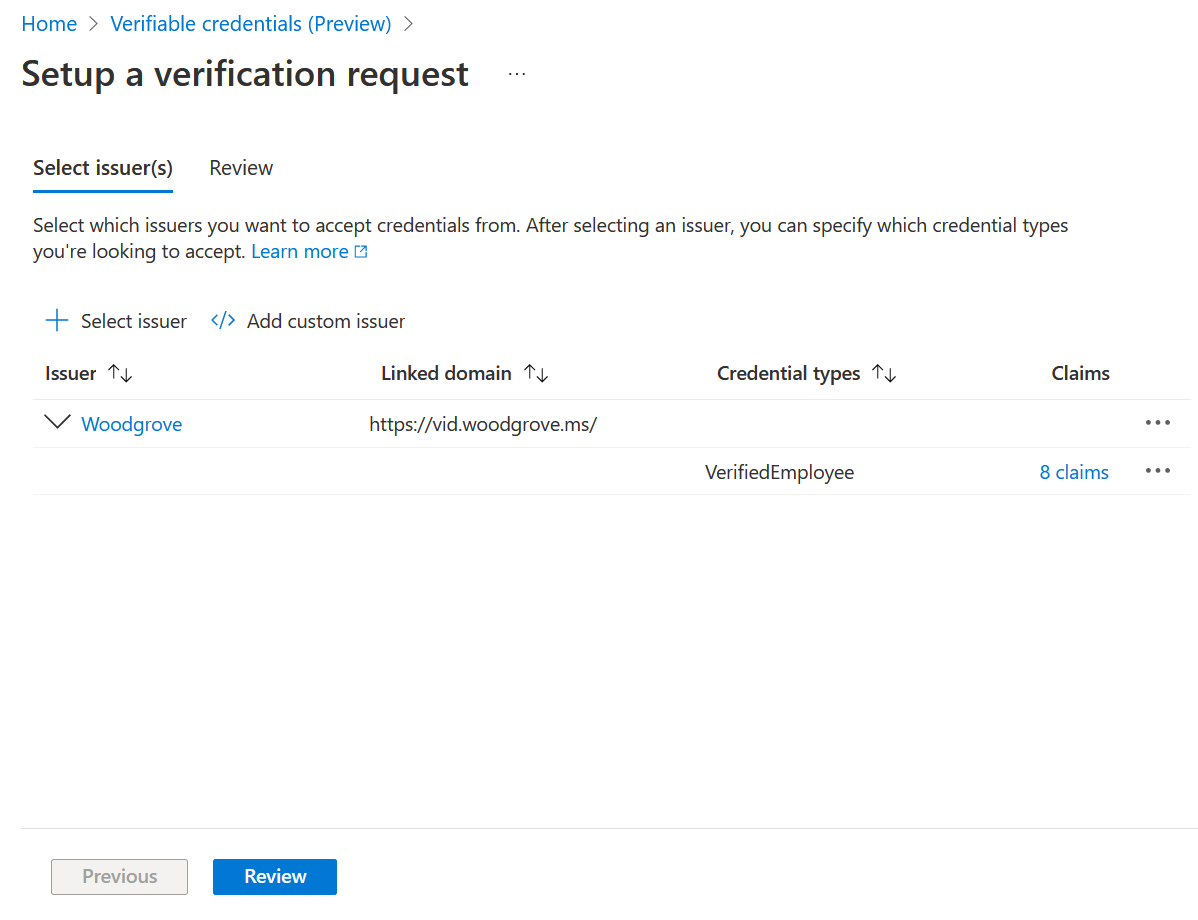 Home > Verifiable credentials (Preview) >
Setup a verification request ...
Select issuer(s) Review
Select which issuers you want to accept credentials from. After selecting an issuer, you can specify which credential types
you're looking to accept. Learn more
Select issuer </> Add custom issuer
Issuer ↑↓ Linked domain ↑↓ Credential types ↑↓ Claims
Woodgrove https://vid.woodgrove.ms/ ...
VerifiedEmployee 8 claims ...
Previous Review